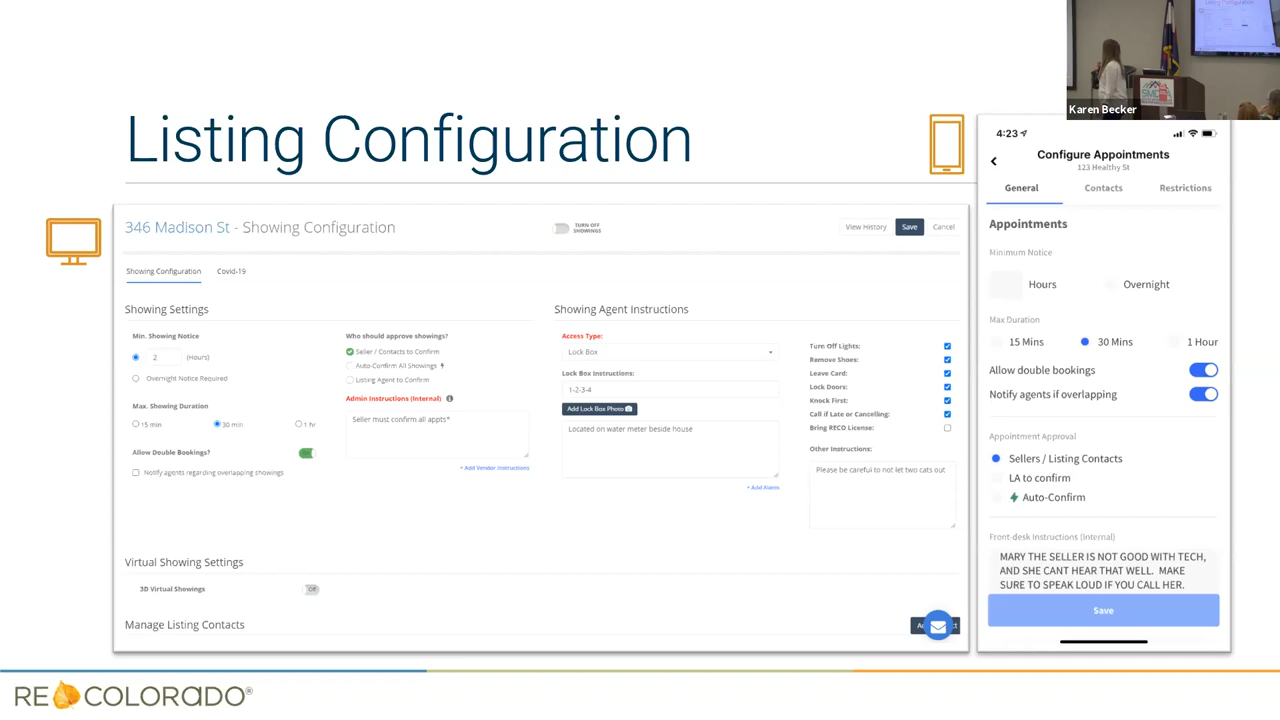 Karen Becker
Listing Configuration
346 Madison St - Showing Configuration
TURN OFF
SHOWINGS
View History
Save
Cancel
Showing Configuration
Covid-19
Showing Settings
Min. Showing Notice
2
(Hours)
Overnight Notice Required
Max. Showing Duration
15 min
30 min
1 hr
Allow Double Bookings?
Notify agents regarding overlapping showings
Who should approve showings?
Seller / Contacts to Confirm
Auto-Confirm All Showings
Listing Agent to Confirm
Admin Instructions (Internal)
Seller must confirm all appts*
+ Add Vendor Instructions
Showing Agent Instructions
Access Type:
Lock Box
Lock Box Instructions:
1-2-3-4
Add Lock Box Photo
Located on water meter beside house
+ Add Alarm
Turn Off Lights:
Remove Shoes:
Leave Card:
Lock Doors:
Knock First:
Call if Late or Cancelling:
Bring RECO License:
Other Instructions:
Please be careful to not let two cats out
Virtual Showing Settings
3D Virtual Showings
Off
Manage Listing Contacts
4:23
Configure Appointments
123 Healthy St
General
Contacts
Restrictions
Appointments
Minimum Notice
Hours
Overnight
Max Duration
15 Mins
30 Mins
1 Hour
Allow double bookings
Notify agents if overlapping
Appointment Approval
Sellers / Listing Contacts
LA to confirm
Auto-Confirm
Front-desk Instructions (Internal)
MARY THE SELLER IS NOT GOOD WITH TECH,
AND SHE CANT HEAR THAT WELL. MAKE
SURE TO SPEAK LOUD IF YOU CALL HER.
Save
RECOLORADO®